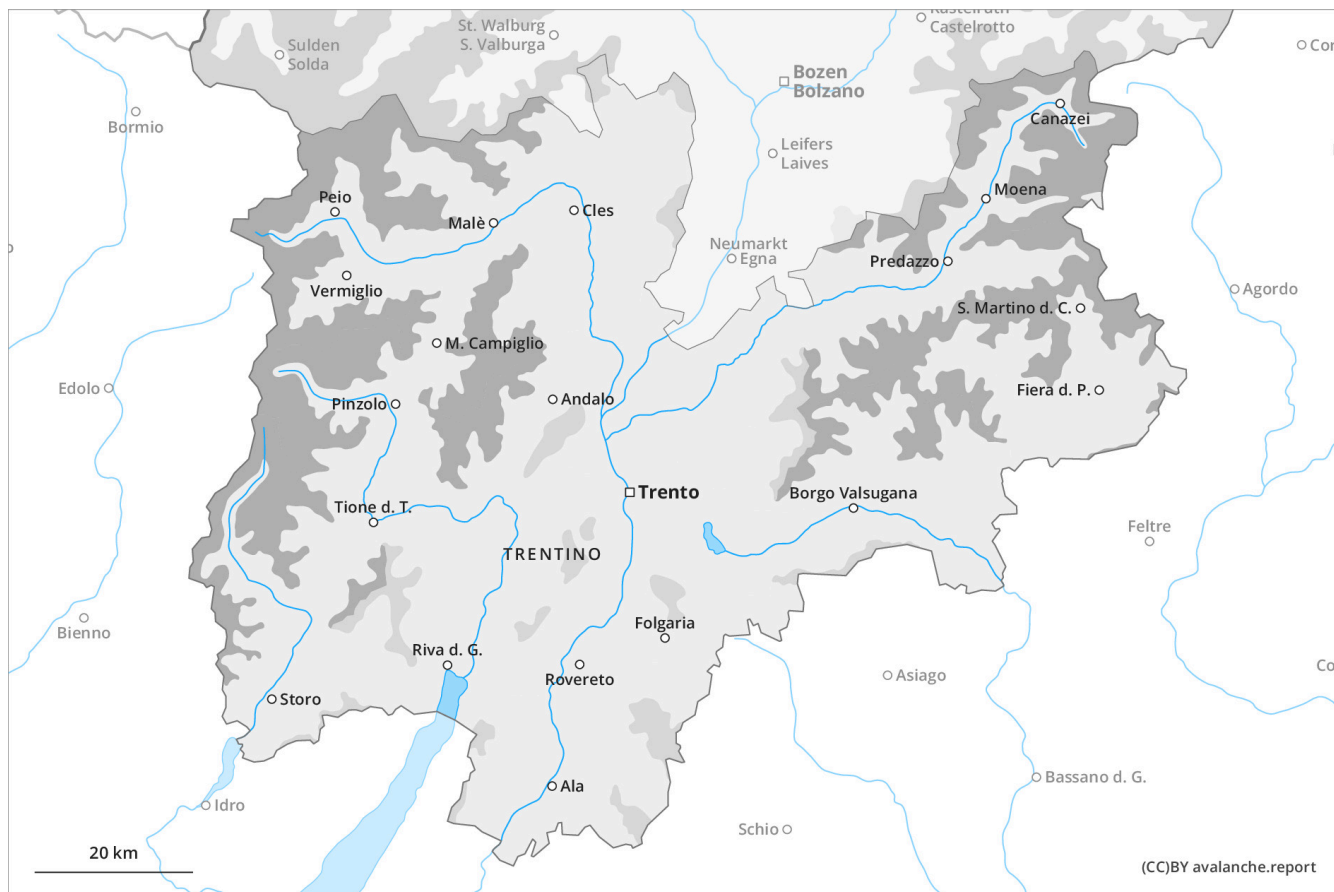 St. Walburg
S. Valburga
Kastelruth
Castelrotto
Sulden
Solda
Bozen
Bolzano
Bormio
Canazei
Leifers
Laives
Moena
Peio
Malè
Cles
Neumarkt
Egna
Predazzo
Vermiglio
Agordo
S. Martino d. C.
M. Campiglio
Edolo
Fiera d. P.
Pinzolo
Andalo
Trento
Borgo Valsugana
Tione d. T.
Feltre
TRENTINO
Bienno
Folgaria
Riva d. G.
Rovereto
Asiago
Storo
Ala
Bassano d. G.
Idro
Schio
20 km
(CC)BY avalanche.report